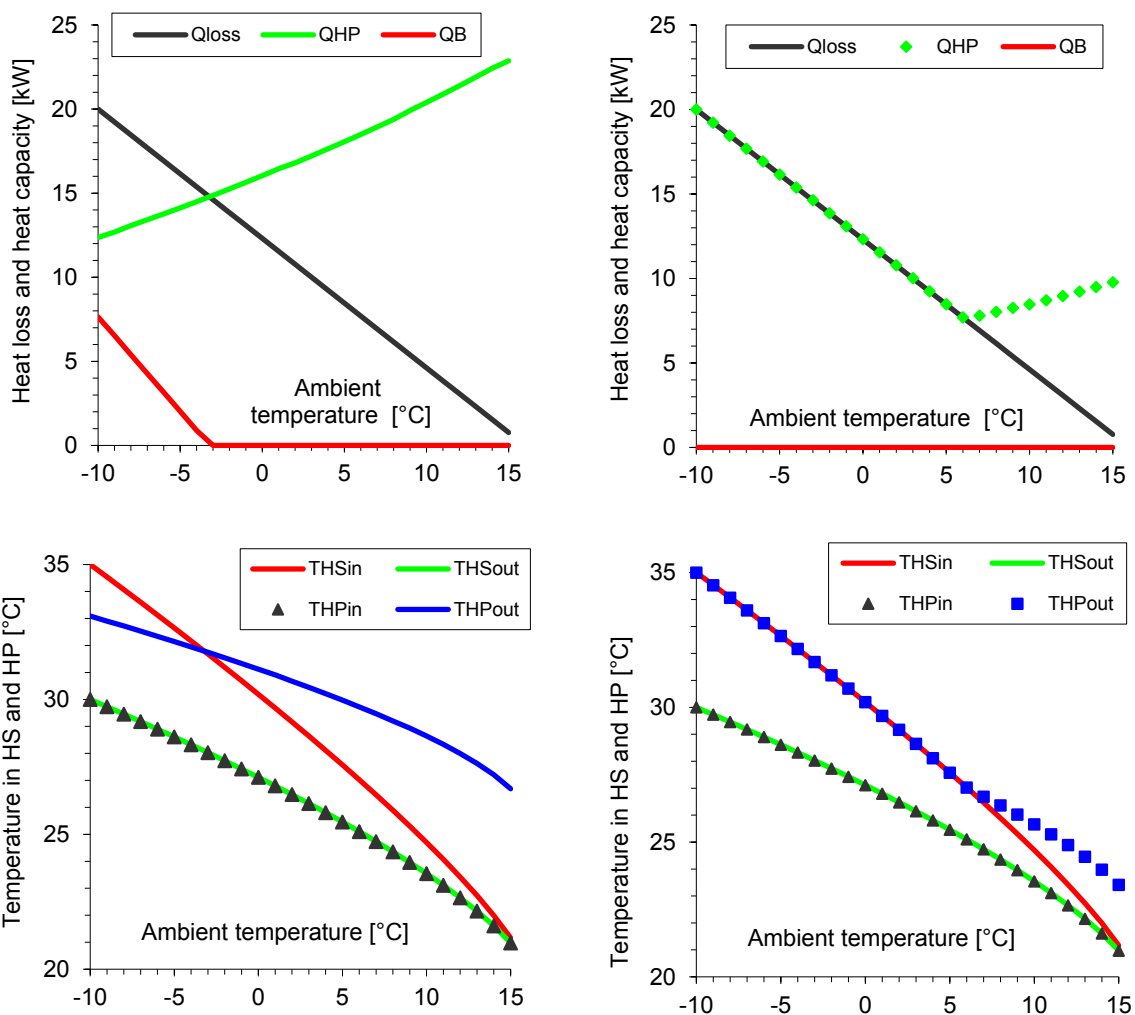 Heat loss and heat capacity [kW]
25
20
15
10
5
0
Qloss QHP QB
Ambient
temperature [°C]
-10 -5 0 5 10 15
Heat loss and heat capacity [kW]
25
20
15
10
5
0
Qloss QHP QB
Ambient temperature [°C]
-10 -5 0 5 10 15
Temperature in HS and HP [°C]
35
30
25
20
THSin THSout
THPin THPout
Ambient temperature [°C]
-10 -5 0 5 10 15
Temperature in HS and HP [°C]
35
30
25
20
THSin THSout
THPin THPout
Ambient temperature [°C]
-10 -5 0 5 10 15